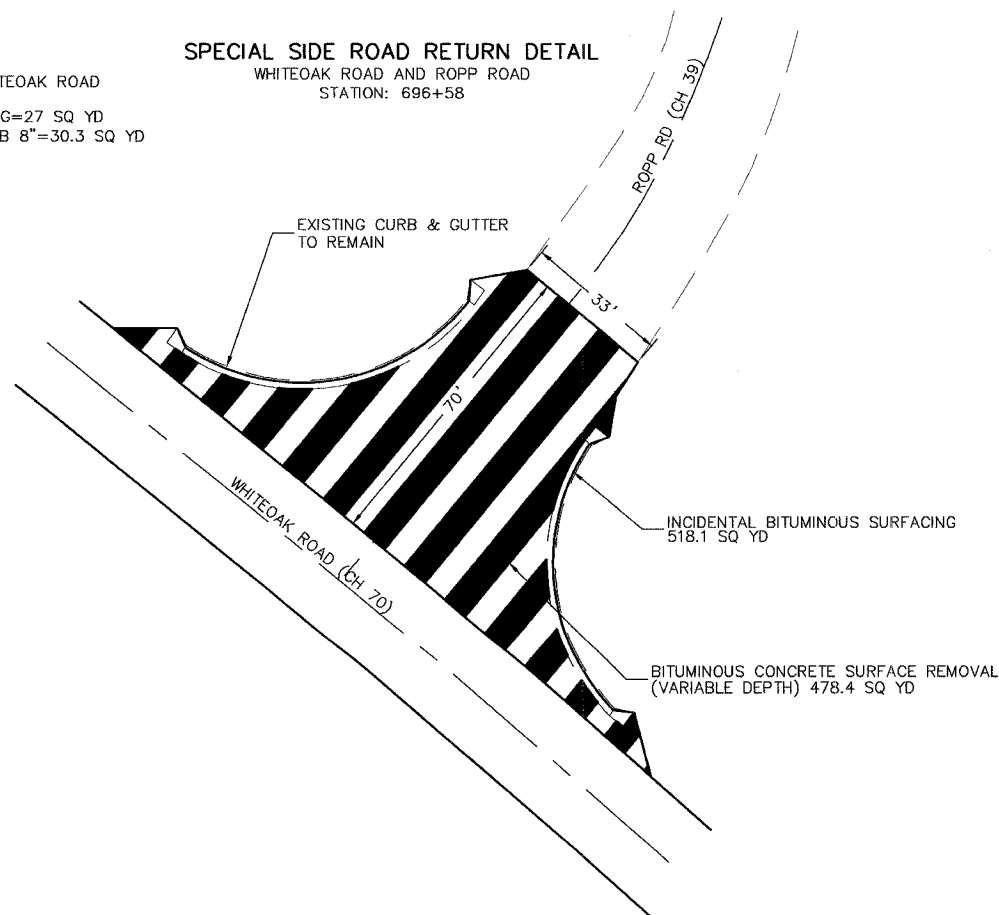 SPECIAL SIDE ROAD RETURN DETAIL
WHITEOAK ROAD AND ROPP ROAD
STATION: 696+58
TEOAK ROAD
G=27 SQ YD
B 8"=30.3 SQ YD
ROPP RD (CH 39)
EXISTING CURB & GUTTER
TO REMAIN
33'
70'
WHITEOAK ROAD (CH 70)
INCIDENTAL BITUMINOUS SURFACING
518.1 SQ YD
BITUMINOUS CONCRETE SURFACE REMOVAL
(VARIABLE DEPTH) 478.4 SQ YD